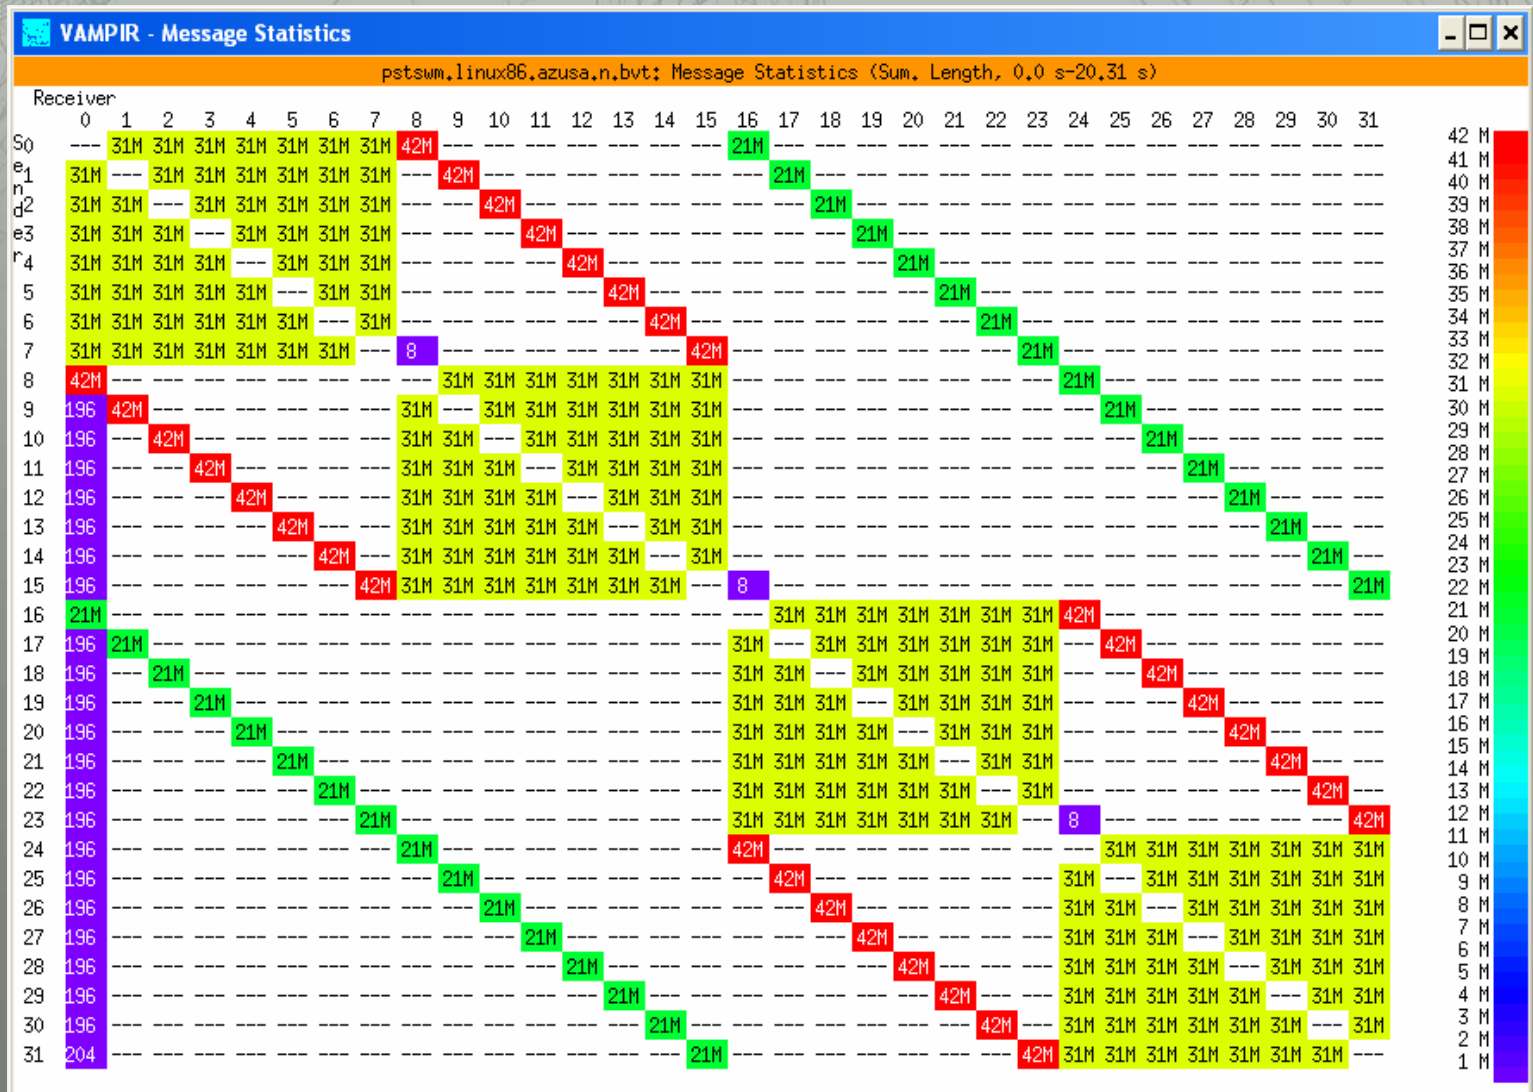 VAMPIR - Message Statistics
pstswm.linux86.azusa.n.bvt: Message Statistics (Sum. Length, 0.0 s-20.31 s)
Receiver
0 1 2 3 4 5 6 7 8 9 10 11 12 13 14 15 16 17 18 19 20 21 22 23 24 25 26 27 28 29 30 31
Sender
0 --- 31M 31M 31M 31M 31M 31M 31M 42M --- --- --- --- --- --- --- 21M --- --- --- --- --- --- --- --- --- --- --- --- --- --- ---
1 31M --- 31M 31M 31M 31M 31M 31M --- 42M --- --- --- --- --- --- --- 21M --- --- --- --- --- --- --- --- --- --- --- --- --- ---
2 31M 31M --- 31M 31M 31M 31M 31M --- --- 42M --- --- --- --- --- --- --- 21M --- --- --- --- --- --- --- --- --- --- --- --- ---
3 31M 31M 31M --- 31M 31M 31M 31M --- --- --- 42M --- --- --- --- --- --- --- 21M --- --- --- --- --- --- --- --- --- --- --- ---
4 31M 31M 31M 31M --- 31M 31M 31M --- --- --- --- 42M --- --- --- --- --- --- --- 21M --- --- --- --- --- --- --- --- --- --- ---
5 31M 31M 31M 31M 31M --- 31M 31M --- --- --- --- --- 42M --- --- --- --- --- --- --- 21M --- --- --- --- --- --- --- --- --- ---
6 31M 31M 31M 31M 31M 31M --- 31M --- --- --- --- --- --- 42M --- --- --- --- --- --- --- 21M --- --- --- --- --- --- --- --- ---
7 31M 31M 31M 31M 31M 31M 31M --- 8 --- --- --- --- --- --- 42M --- --- --- --- --- --- --- 21M --- --- --- --- --- --- --- ---
8 42M --- --- --- --- --- --- --- --- 31M 31M 31M 31M 31M 31M 31M --- --- --- --- --- --- --- --- 21M --- --- --- --- --- --- ---
9 196 42M --- --- --- --- --- --- 31M --- 31M 31M 31M 31M 31M 31M --- --- --- --- --- --- --- --- --- 21M --- --- --- --- --- ---
10 196 --- 42M --- --- --- --- --- 31M 31M --- 31M 31M 31M 31M 31M --- --- --- --- --- --- --- --- --- --- 21M --- --- --- --- ---
11 196 --- --- 42M --- --- --- --- 31M 31M 31M --- 31M 31M 31M 31M --- --- --- --- --- --- --- --- --- --- --- 21M --- --- --- ---
12 196 --- --- --- 42M --- --- --- 31M 31M 31M 31M --- 31M 31M 31M --- --- --- --- --- --- --- --- --- --- --- --- 21M --- --- ---
13 196 --- --- --- --- 42M --- --- 31M 31M 31M 31M 31M --- 31M 31M --- --- --- --- --- --- --- --- --- --- --- --- --- 21M --- ---
14 196 --- --- --- --- --- 42M --- 31M 31M 31M 31M 31M 31M --- 31M --- --- --- --- --- --- --- --- --- --- --- --- --- --- 21M ---
15 196 --- --- --- --- --- --- 42M 31M 31M 31M 31M 31M 31M 31M --- 8 --- --- --- --- --- --- --- --- --- --- --- --- --- --- 21M
16 21M --- --- --- --- --- --- --- --- --- --- --- --- --- --- --- --- 31M 31M 31M 31M 31M 31M 31M 42M --- --- --- --- --- --- ---
17 196 21M --- --- --- --- --- --- --- --- --- --- --- --- --- --- 31M --- 31M 31M 31M 31M 31M 31M --- 42M --- --- --- --- --- ---
18 196 --- 21M --- --- --- --- --- --- --- --- --- --- --- --- --- 31M 31M --- 31M 31M 31M 31M 31M --- --- 42M --- --- --- --- ---
19 196 --- --- 21M --- --- --- --- --- --- --- --- --- --- --- --- 31M 31M 31M --- 31M 31M 31M 31M --- --- --- 42M --- --- --- ---
20 196 --- --- --- 21M --- --- --- --- --- --- --- --- --- --- --- 31M 31M 31M 31M --- 31M 31M 31M --- --- --- --- 42M --- --- ---
21 196 --- --- --- --- 21M --- --- --- --- --- --- --- --- --- --- 31M 31M 31M 31M 31M --- 31M 31M --- --- --- --- --- 42M --- ---
22 196 --- --- --- --- --- 21M --- --- --- --- --- --- --- --- --- 31M 31M 31M 31M 31M 31M --- 31M --- --- --- --- --- --- 42M ---
23 196 --- --- --- --- --- --- 21M --- --- --- --- --- --- --- --- 31M 31M 31M 31M 31M 31M 31M --- 8 --- --- --- --- --- --- 42M
24 196 --- --- --- --- --- --- --- 21M --- --- --- --- --- --- --- 42M --- --- --- --- --- --- --- --- 31M 31M 31M 31M 31M 31M 31M
25 196 --- --- --- --- --- --- --- --- 21M --- --- --- --- --- --- --- 42M --- --- --- --- --- --- 31M --- 31M 31M 31M 31M 31M 31M
26 196 --- --- --- --- --- --- --- --- --- 21M --- --- --- --- --- --- --- 42M --- --- --- --- --- 31M 31M --- 31M 31M 31M 31M 31M
27 196 --- --- --- --- --- --- --- --- --- --- 21M --- --- --- --- --- --- --- 42M --- --- --- --- 31M 31M 31M --- 31M 31M 31M 31M
28 196 --- --- --- --- --- --- --- --- --- --- --- 21M --- --- --- --- --- --- --- 42M --- --- --- 31M 31M 31M 31M --- 31M 31M 31M
29 196 --- --- --- --- --- --- --- --- --- --- --- --- 21M --- --- --- --- --- --- --- 42M --- --- 31M 31M 31M 31M 31M --- 31M 31M
30 196 --- --- --- --- --- --- --- --- --- --- --- --- --- 21M --- --- --- --- --- --- --- 42M --- 31M 31M 31M 31M 31M 31M --- 31M
31 204 --- --- --- --- --- --- --- --- --- --- --- --- --- --- 21M --- --- --- --- --- --- --- 42M 31M 31M 31M 31M 31M 31M 31M ---
42 M
41 M
40 M
39 M
38 M
37 M
36 M
35 M
34 M
33 M
32 M
31 M
30 M
29 M
28 M
27 M
26 M
25 M
24 M
23 M
22 M
21 M
20 M
19 M
18 M
17 M
16 M
15 M
14 M
13 M
12 M
11 M
10 M
9 M
8 M
7 M
6 M
5 M
4 M
3 M
2 M
1 M